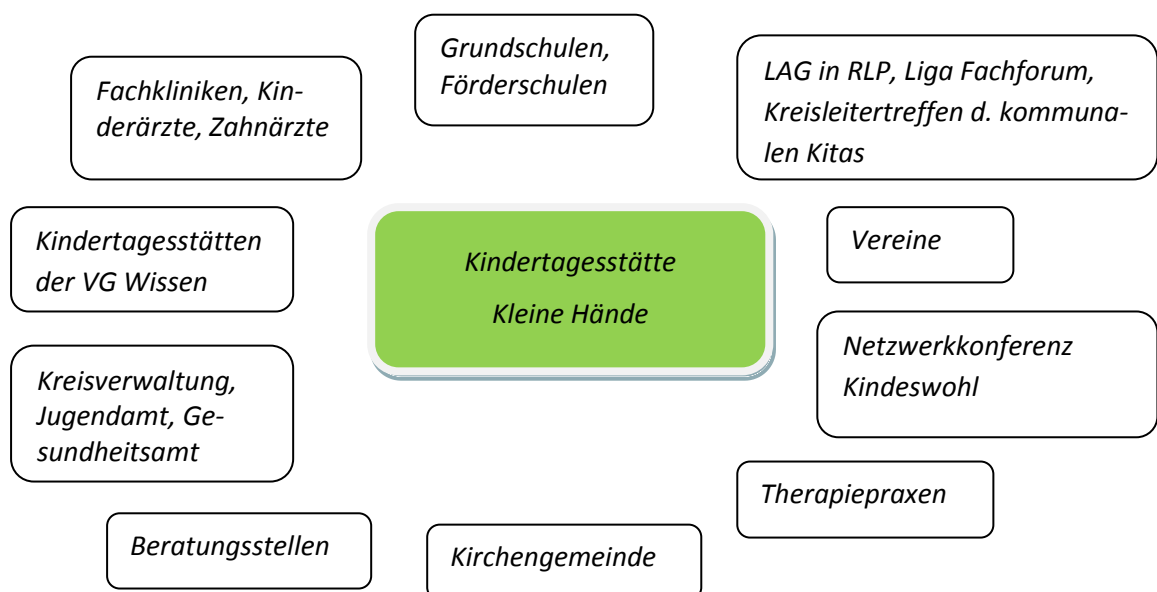 Grundschulen,
Förderschulen
LAG in RLP, Liga Fachforum,
Kreisleitertreffen d. kommuna-
len Kitas
Fachkliniken, Kin-
derärzte, Zahnärzte
Kindertagesstätten
der VG Wissen
Kindertagesstätte
Kleine Hände
Vereine
Netzwerkkonferenz
Kindeswohl
Kreisverwaltung,
Jugendamt, Ge-
sundheitsamt
Therapiepraxen
Beratungsstellen
Kirchengemeinde